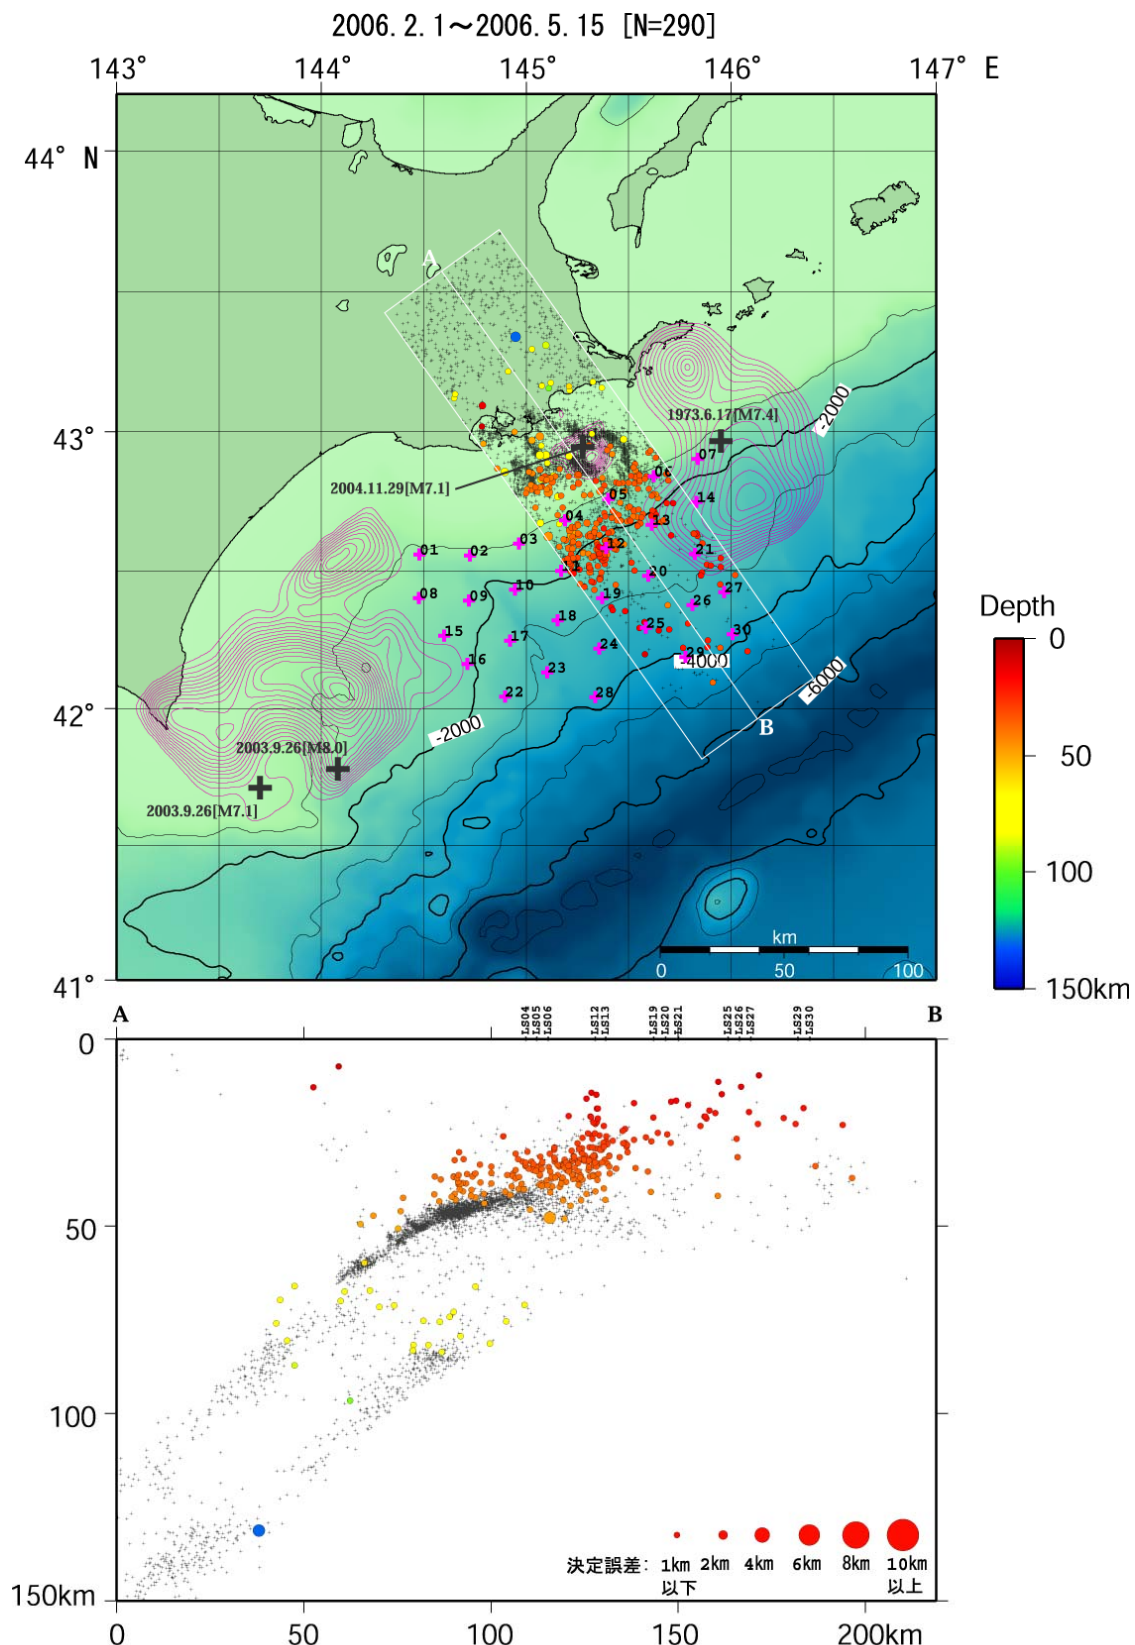 2006.2.1～2006.5.15 [N=290]
143° 144° 145° 146° 147° E
44° N
A
43°
1973.6.17[M7.4]
-2000
2004.11.29[M7.1]
07
06
05
14
04
13
03
12
01
02
21
20
10
27
08
09
19
26
18
25
30
15
17
24
29
16
-4000
23
-6000
22
28
42°
-2000
B
2003.9.26[M8.0]
2003.9.26[M7.1]
km
0 50 100
41°
Depth
0
50
100
150km
A
B
LS04
LS05
LS06
LS12
LS13
LS19
LS20
LS21
LS25
LS26
LS27
LS29
LS30
0
50
100
150km
決定誤差: 1km 2km 4km 6km 8km 10km
以下 以上
0 50 100 150 200km